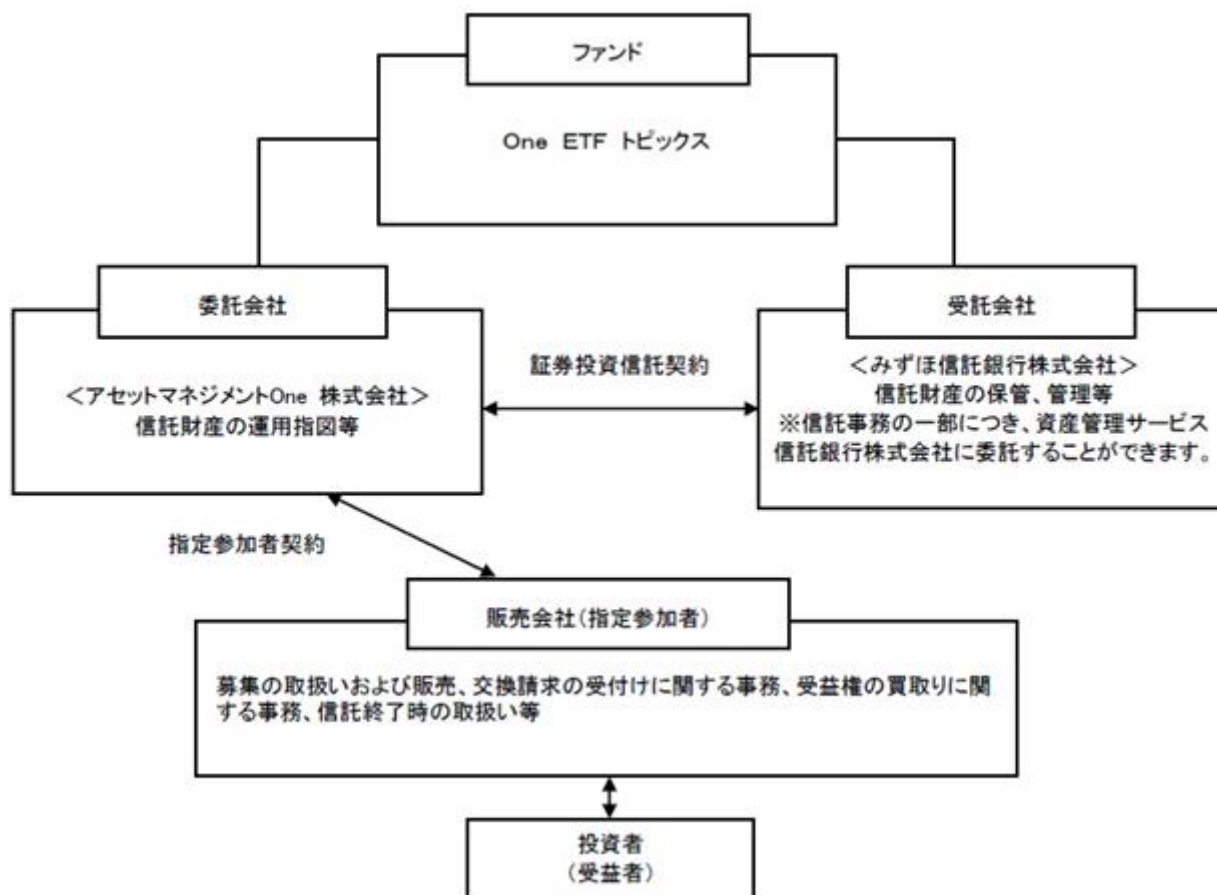 ファンド
One ETF トピックス
委託会社
<アセットマネジメントOne 株式会社>
信託財産の運用指図等
証券投資信託契約
受託会社
<みずほ信託銀行株式会社>
信託財産の保管、管理等
※信託事務の一部につき、資産管理サービス
信託銀行株式会社に委託することができます。
指定参加者契約
販売会社(指定参加者)
募集の取扱いおよび販売、交換請求の受付けに関する事務、受益権の買取りに関
する事務、信託終了時の取扱い等
投資者
(受益者)